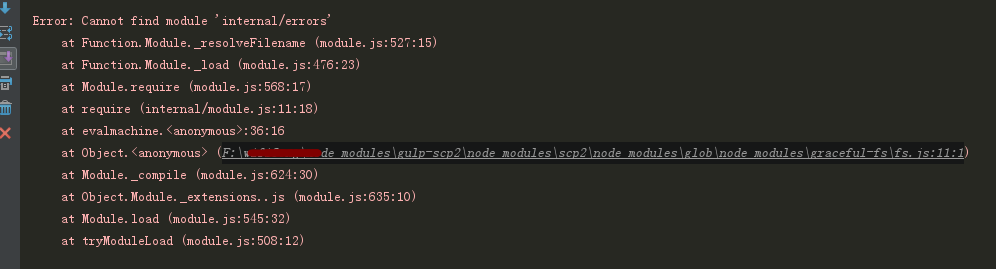 Error: Cannot find module 'internal/errors'
at Function.Module._resolveFilename (module.js:527:15)
at Function.Module._load (module.js:476:23)
at Module.require (module.js:568:17)
at require (internal/module.js:11:18)
at evalmachine.<anonymous>:36:16
at Object.<anonymous> (F:\ de_modules\gulp-scp2\node_modules\scp2\node_modules\glob\node_modules\graceful-fs\fs.js:11:1)
at Module._compile (module.js:624:30)
at Object.Module._extensions..js (module.js:635:10)
at Module.load (module.js:545:32)
at tryModuleLoad (module.js:508:12)